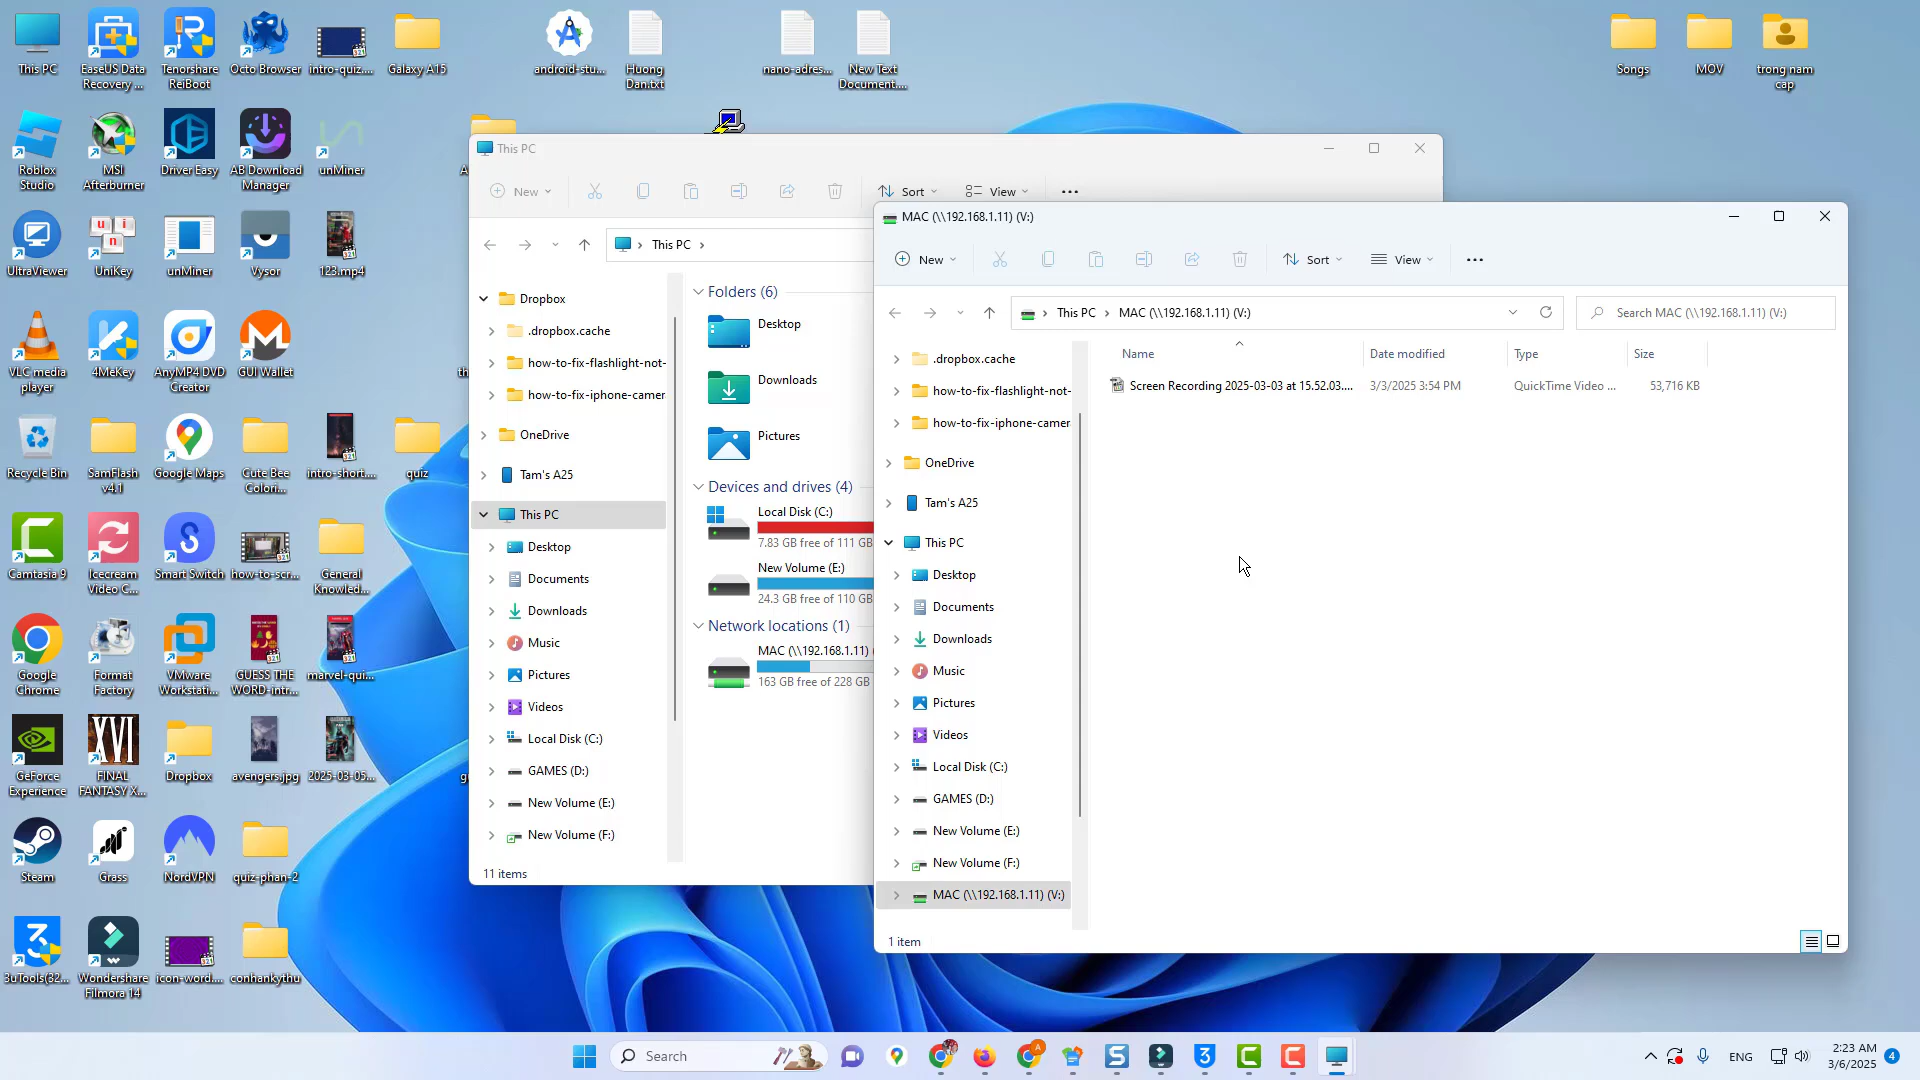 This PC
EaseUS Data
Recovery ...
Tenorshare
ReiBoot
Octo Browser
intro-quiz....
Galaxy A15
android-stu...
Huong
Dan.txt
nano-adres...
New Text
Document....
Songs
MOV
trong nam
cap
Roblox
Studio
MSI
Afterburner
Driver Easy
AB Download
Manager
unMiner
UltraViewer
UniKey
unMiner
Vysor
123.mp4
VLC media
player
4MeKey
AnyMP4 DVD
Creator
GUI Wallet
Recycle Bin
SamFlash
v4.1
Google Maps
Cute Bee
Colori...
intro-short....
quiz
Camtasia 9
Icecream
Video C...
Smart Switch
how-to-scr...
General
Knowled...
Google
Chrome
Format
Factory
VMware
Workstati...
GUESS THE
WORD-intr...
marvel-qui...
GeForce
Experience
XVI
FINAL
FANTASY X...
Dropbox
avengers.jpg
2025-03-05...
Steam
Grass
NordVPN
quiz-phan-2
3uTools(32...
Wondershare
Filmora 14
icon-word....
conhankythu
This PC
New
Sort
View
This PC
Dropbox
.dropbox.cache
how-to-fix-flashlight-not-
how-to-fix-iphone-camer
OneDrive
Tam's A25
This PC
Desktop
Documents
Downloads
Music
Pictures
Videos
Local Disk (C:)
GAMES (D:)
New Volume (E:)
New Volume (F:)
11 items
Folders (6)
Desktop
Downloads
Pictures
Devices and drives (4)
Local Disk (C:)
7.83 GB free of 111 GB
New Volume (E:)
24.3 GB free of 110 GB
Network locations (1)
MAC (\\192.168.1.11) (
163 GB free of 228 GB
MAC (\\192.168.1.11) (V:)
New
Sort
View
This PC > MAC (\\192.168.1.11) (V:)
Search MAC (\\192.168.1.11) (V:)
.dropbox.cache
how-to-fix-flashlight-not-
how-to-fix-iphone-camer
OneDrive
Tam's A25
This PC
Desktop
Documents
Downloads
Music
Pictures
Videos
Local Disk (C:)
GAMES (D:)
New Volume (E:)
New Volume (F:)
MAC (\\192.168.1.11) (V:)
1 item
Name Date modified Type Size
Screen Recording 2025-03-03 at 15.52.03.... 3/3/2025 3:54 PM QuickTime Video ... 53,716 KB
Search
ENG
2:23 AM
3/6/2025
4